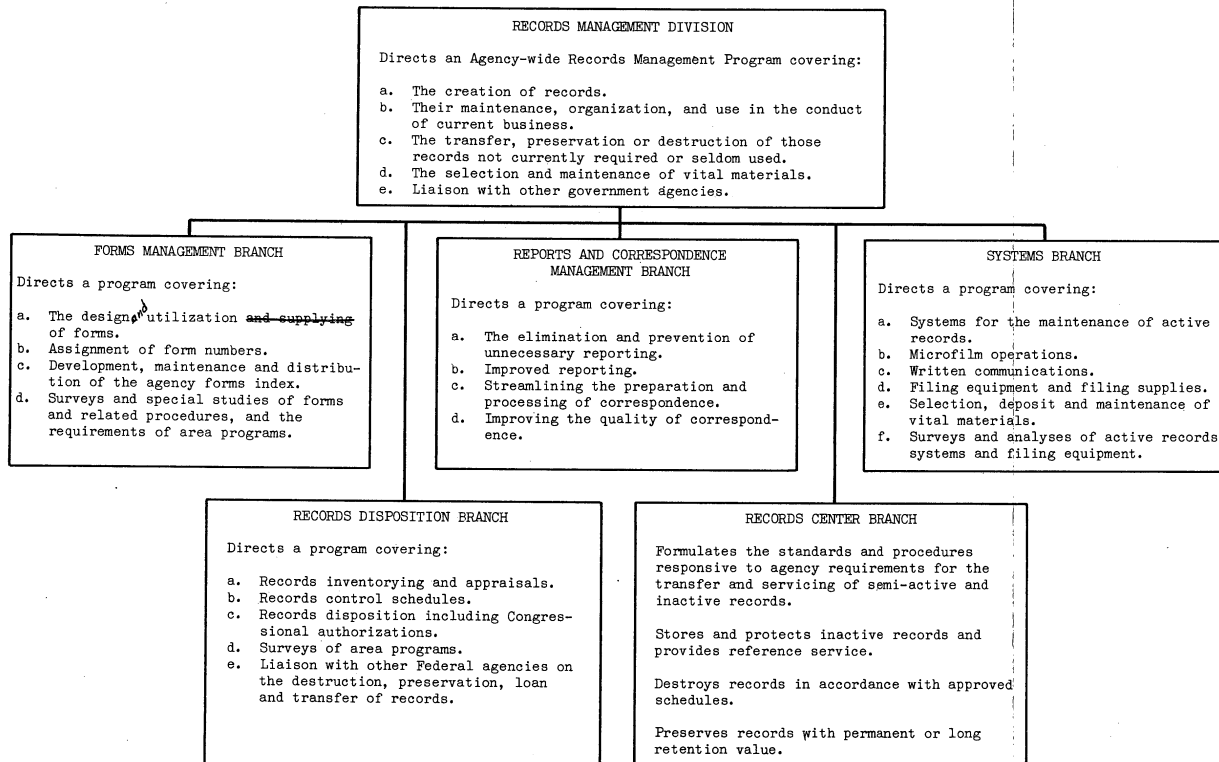 RECORDS MANAGEMENT DIVISION
Directs an Agency-wide Records Management Program covering:
a. The creation of records.
b. Their maintenance, organization, and use in the conduct
of current business.
c. The transfer, preservation or destruction of those
records not currently required or seldom used.
d. The selection and maintenance of vital materials.
e. Liaison with other government agencies.
FORMS MANAGEMENT BRANCH
Directs a program covering:
a. The design and utilization and supplying
of forms.
b. Assignment of form numbers.
c. Development, maintenance and distribu-
tion of the agency forms index.
d. Surveys and special studies of forms
and related procedures, and the
requirements of area programs.
REPORTS AND CORRESPONDENCE
MANAGEMENT BRANCH
Directs a program covering:
a. The elimination and prevention of
unnecessary reporting.
b. Improved reporting.
c. Streamlining the preparation and
processing of correspondence.
d. Improving the quality of correspond-
ence.
SYSTEMS BRANCH
Directs a program covering:
a. Systems for the maintenance of active
records.
b. Microfilm operations.
c. Written communications.
d. Filing equipment and filing supplies.
e. Selection, deposit and maintenance of
vital materials.
f. Surveys and analyses of active records
systems and filing equipment.
RECORDS DISPOSITION BRANCH
Directs a program covering:
a. Records inventorying and appraisals.
b. Records control schedules.
c. Records disposition including Congres-
sional authorizations.
d. Surveys of area programs.
e. Liaison with other Federal agencies on
the destruction, preservation, loan
and transfer of records.
RECORDS CENTER BRANCH
Formulates the standards and procedures
responsive to agency requirements for the
transfer and servicing of semi-active and
inactive records.
Stores and protects inactive records and
provides reference service.
Destroys records in accordance with approved
schedules.
Preserves records with permanent or long
retention value.